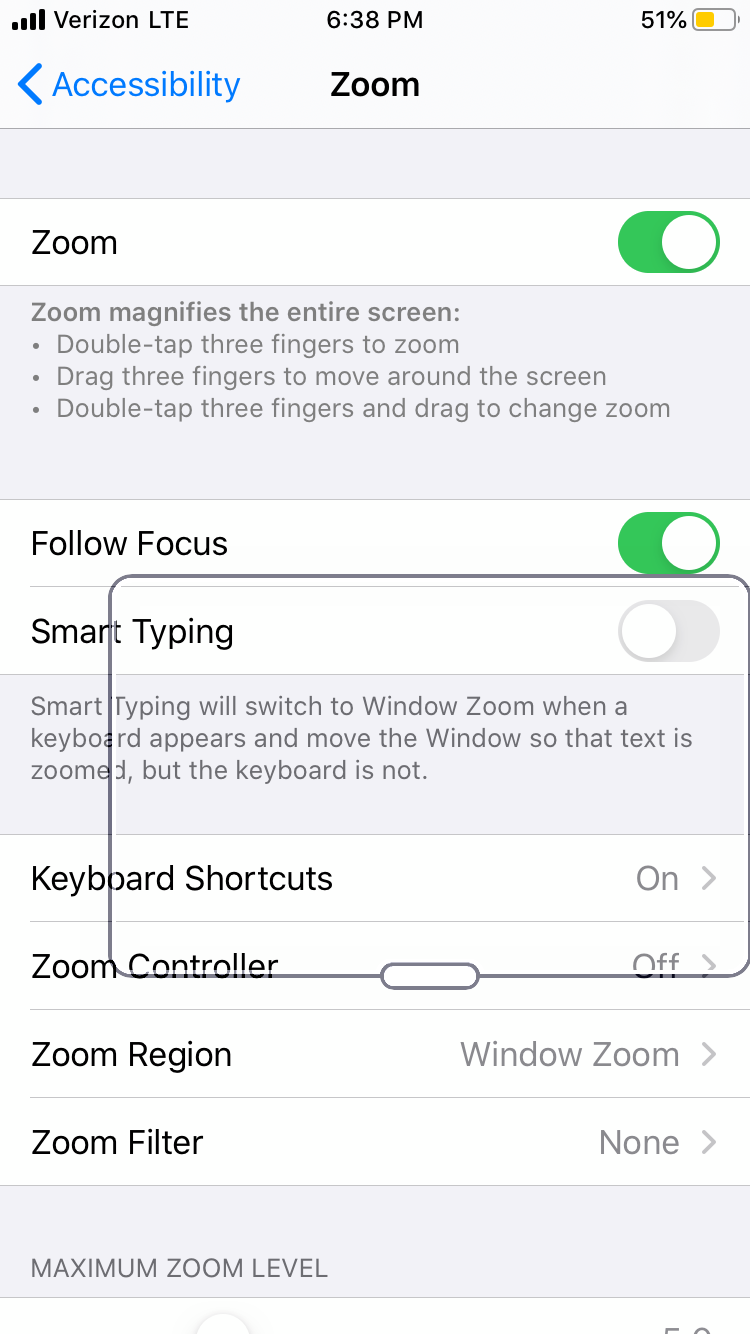 Verizon LTE 6:38 PM 51%
Accessibility Zoom
Zoom
Zoom magnifies the entire screen:
• Double-tap three fingers to zoom
• Drag three fingers to move around the screen
• Double-tap three fingers and drag to change zoom
Follow Focus
Smart Typing
Smart Typing will switch to Window Zoom when a
keyboard appears and move the Window so that text is
zoomed, but the keyboard is not.
Keyboard Shortcuts On
Zoom Controller Off
Zoom Region Window Zoom
Zoom Filter None
MAXIMUM ZOOM LEVEL